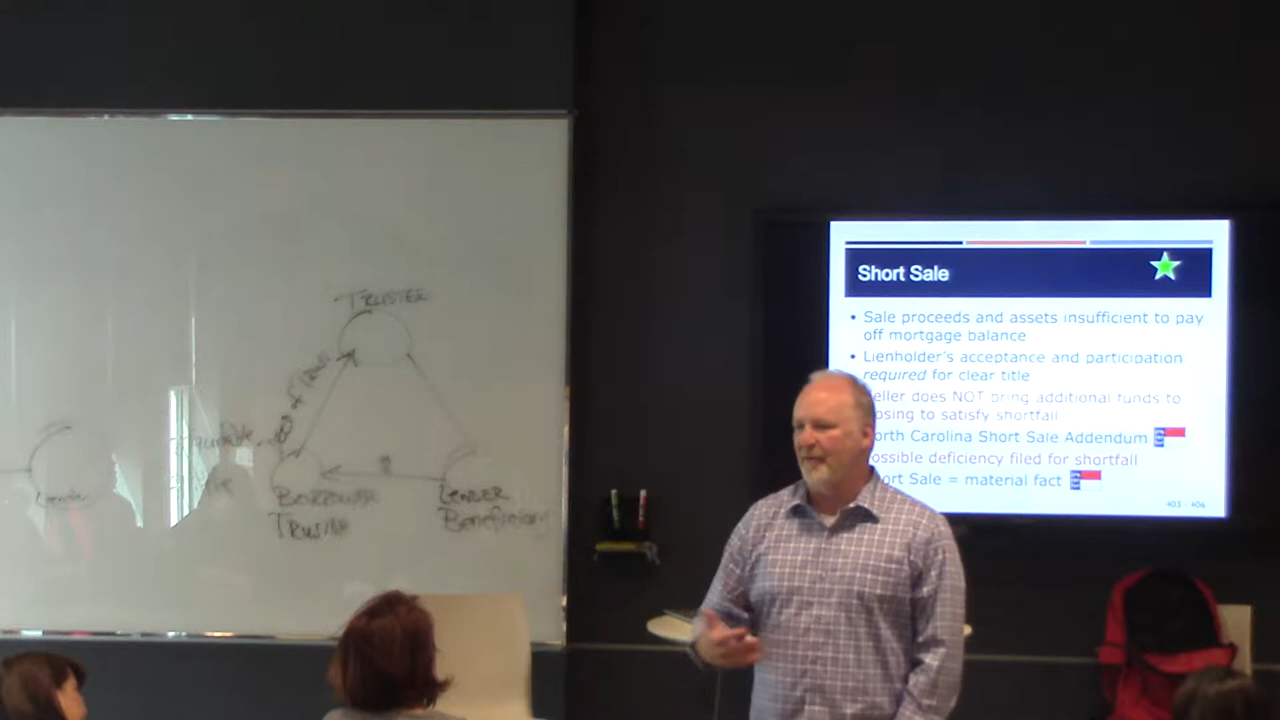 TRUSTEE
BORROWER
LENDER
Beneficiary
Short Sale
• Sale proceeds and assets insufficient to pay
off mortgage balance
• Lienholder's acceptance and participation
required for clear title
eller does NOT bring additional funds to
osing to satisfy shortfall
orth Carolina Short Sale Addendum
ossible deficiency filed for shortfall
ort Sale = material fact
403 - 406